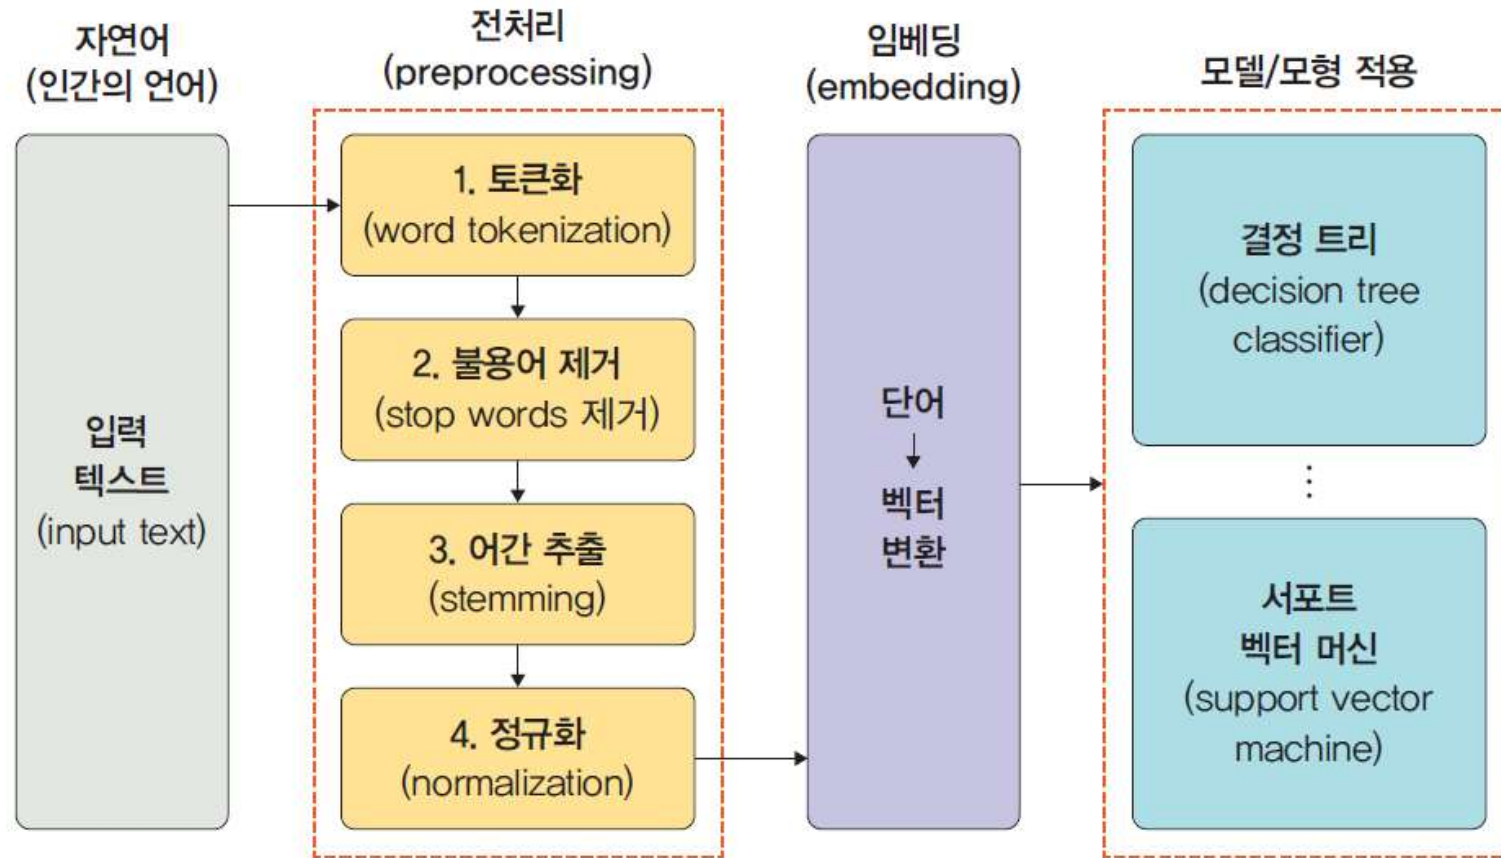 자연어
(인간의 언어)
입력
텍스트
(input text)
전처리
(preprocessing)
1. 토큰화
(word tokenization)
2. 불용어 제거
(stop words 제거)
3. 어간 추출
(stemming)
4. 정규화
(normalization)
임베딩
(embedding)
단어
벡터
변환
모델/모형 적용
결정 트리
(decision tree
classifier)
⋮
서포트
벡터 머신
(support vector
machine)